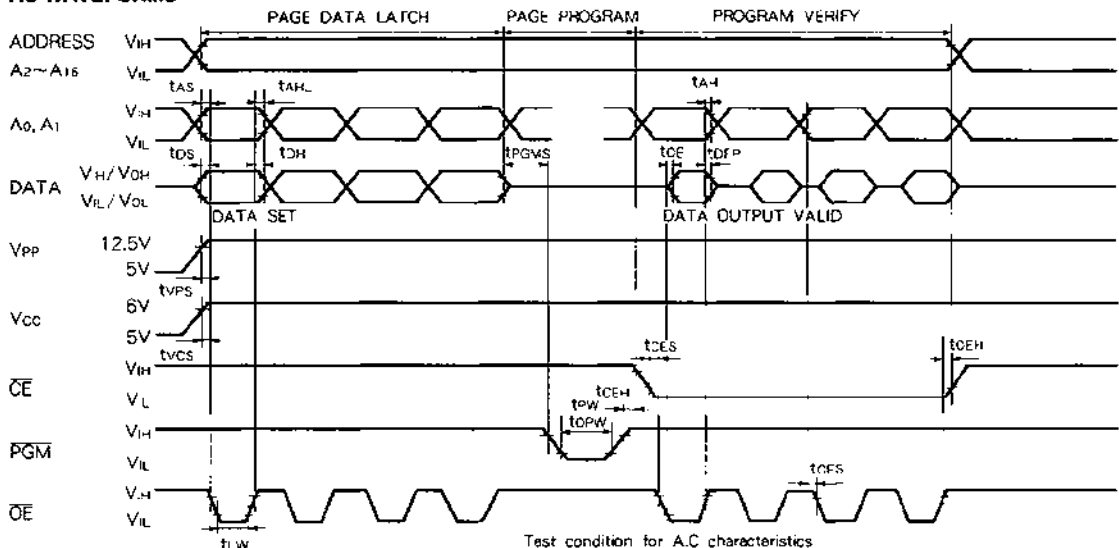 PAGE DATA LATCH PAGE PROGRAM PROGRAM VERIFY
ADDRESS VIH
A2~A16 VIL
tAS tAHL tAH
A0, A1 VIH
VIL
tDS tDH tPGMS tOE tDFP
DATA VIH/VOH
VIL/VOL
DATA SET DATA OUTPUT VALID
VPP 12.5V
5V
tVPS
VCC 6V
5V
tVCS tCES tOEH
CE VIH
VIL
tCEH
tPW
tOPW
PGM VIH
VIL
tOES
OE VIH
VIL
tLW
Test condition for A.C characteristics